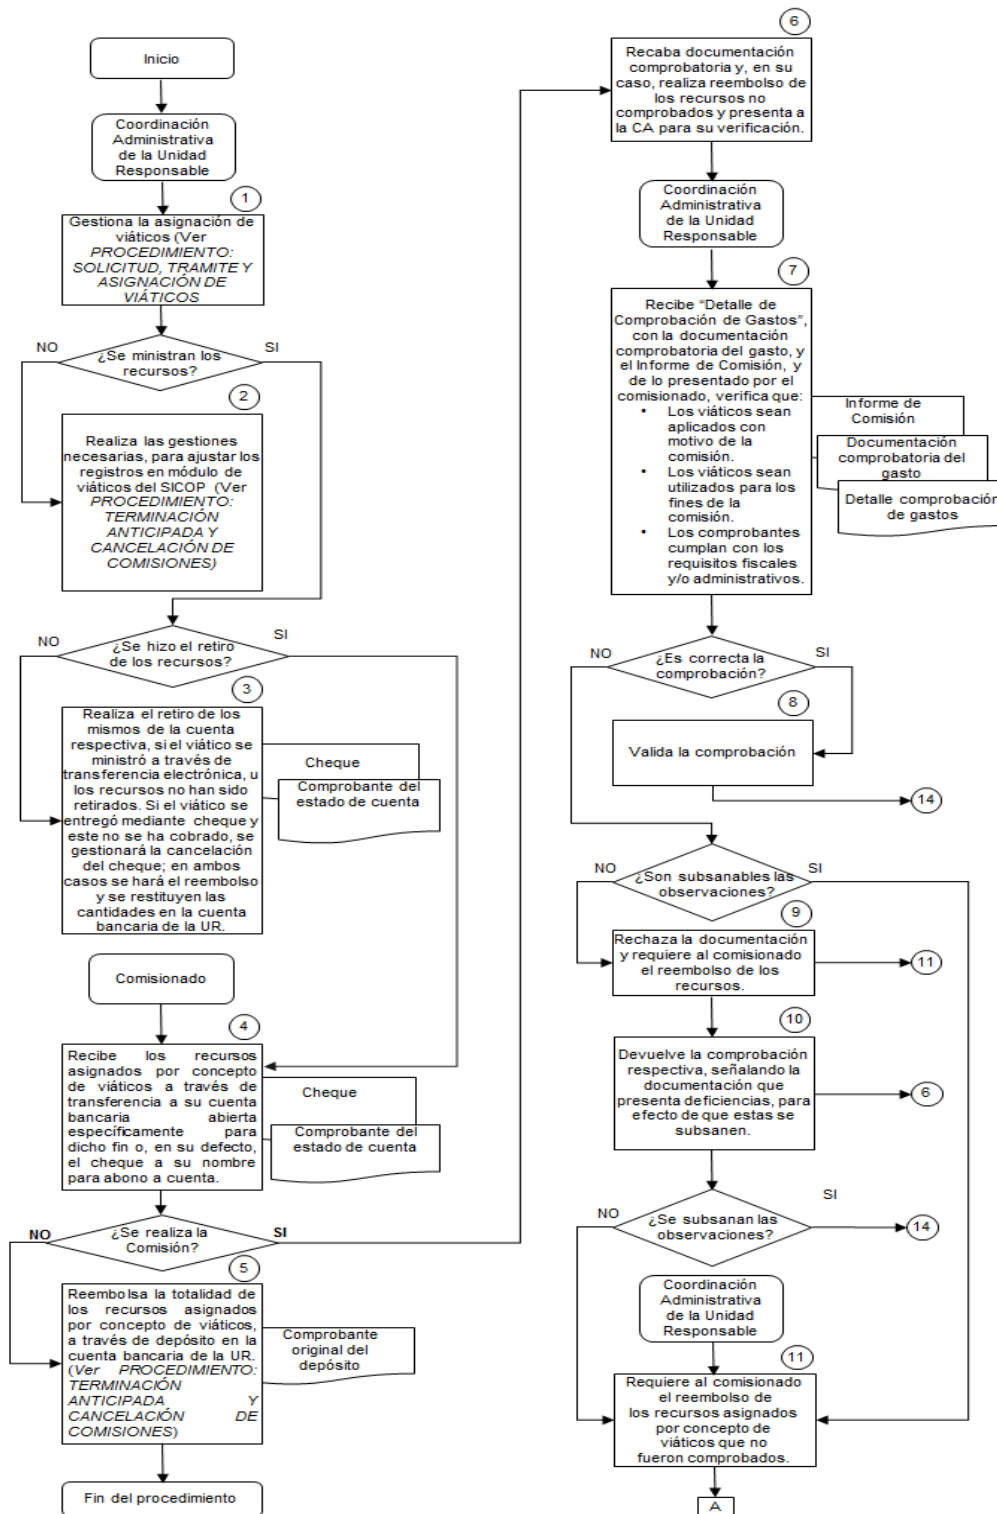 Inicio
Coordinación
Administrativa
de la Unidad
Responsable
1
Gestiona la asignación de
viáticos (Ver
PROCEDIMIENTO:
SOLICITUD, TRAMITE Y
ASIGNACIÓN DE
VIÁTICOS
NO
SI
¿Se ministran los
recursos?
2
Realiza las gestiones
necesarias, para ajustar los
registros en módulo de
viáticos del SICOP (Ver
PROCEDIMIENTO:
TERMINACIÓN
ANTICIPADA Y
CANCELACIÓN DE
COMISIONES)
NO
SI
¿Se hizo el retiro
de los recursos?
3
Realiza el retiro de los
mismos de la cuenta
respectiva, si el viático se
ministró a través de
transferencia electrónica, u
los recursos no han sido
retirados. Si el viático se
entregó mediante cheque y
este no se ha cobrado, se
gestionará la cancelación
del cheque; en ambos
casos se hará el reembolso
y se restituyen las
cantidades en la cuenta
bancaria de la UR.
Cheque
Comprobante del
estado de cuenta
Comisionado
4
Recibe los recursos
asignados por concepto
de viáticos a través de
transferencia a su cuenta
bancaria abierta
específicamente para
dicho fin o, en su defecto,
el cheque a su nombre
para abono a cuenta.
Cheque
Comprobante del
estado de cuenta
NO
SI
¿Se realiza la
Comisión?
5
Reembolsa la totalidad de
los recursos asignados
por concepto de viáticos,
a través de depósito en la
cuenta bancaria de la UR.
(Ver PROCEDIMIENTO:
TERMINACIÓN
ANTICIPADA Y
CANCELACIÓN DE
COMISIONES)
Comprobante
original del
depósito
Fin del procedimiento
6
Recaba documentación
comprobatoria y, en su
caso, realiza reembolso de
los recursos no
comprobados y presenta a
la CA para su verificación.
Coordinación
Administrativa
de la Unidad
Responsable
7
Recibe “Detalle de
Comprobación de Gastos”,
con la documentación
comprobatoria del gasto, y
el Informe de Comisión, y
de lo presentado por el
comisionado, verifica que:
• Los viáticos sean
aplicados con
motivo de la
comisión.
• Los viáticos sean
utilizados para los
fines de la
comisión.
• Los comprobantes
cumplan con los
requisitos fiscales
y/o administrativos.
Informe de
Comisión
Documentación
comprobatoria del
gasto
Detalle comprobación
de gastos
NO
SI
¿Es correcta la
comprobación?
8
Valida la comprobación
14
NO
SI
¿Son subsanables las
observaciones?
9
Rechaza la documentación
y requiere al comisionado
el reembolso de los
recursos.
11
10
Devuelve la comprobación
respectiva, señalando la
documentación que
presenta deficiencias, para
efecto de que estas se
subsanen.
6
SI
NO
¿Se subsanan las
observaciones?
14
Coordinación
Administrativa
de la Unidad
Responsable
11
Requiere al comisionado
el reembolso de
los recursos asignados
por concepto de
viáticos que no
fueron comprobados.
A